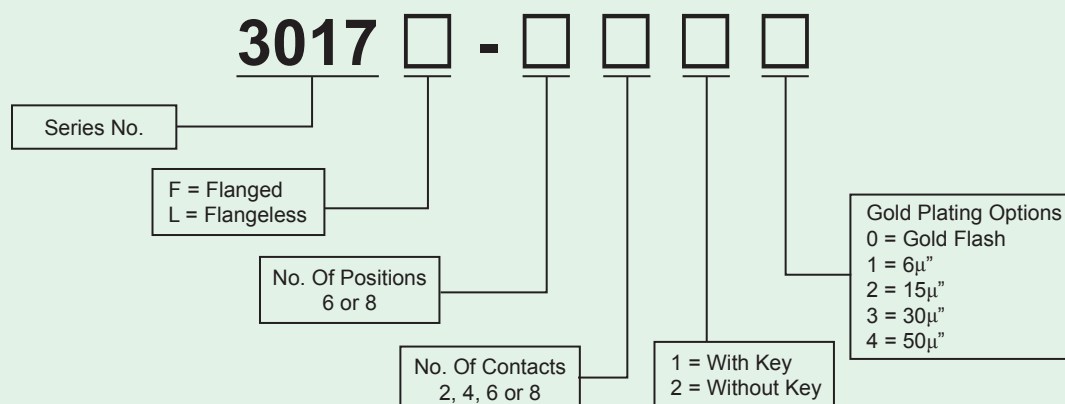 3017 -
Series No.
F = Flanged
L = Flangeless
No. Of Positions
6 or 8
No. Of Contacts
2, 4, 6 or 8
1 = With Key
2 = Without Key
Gold Plating Options
0 = Gold Flash
1 = 6μ”
2 = 15μ”
3 = 30μ”
4 = 50μ”